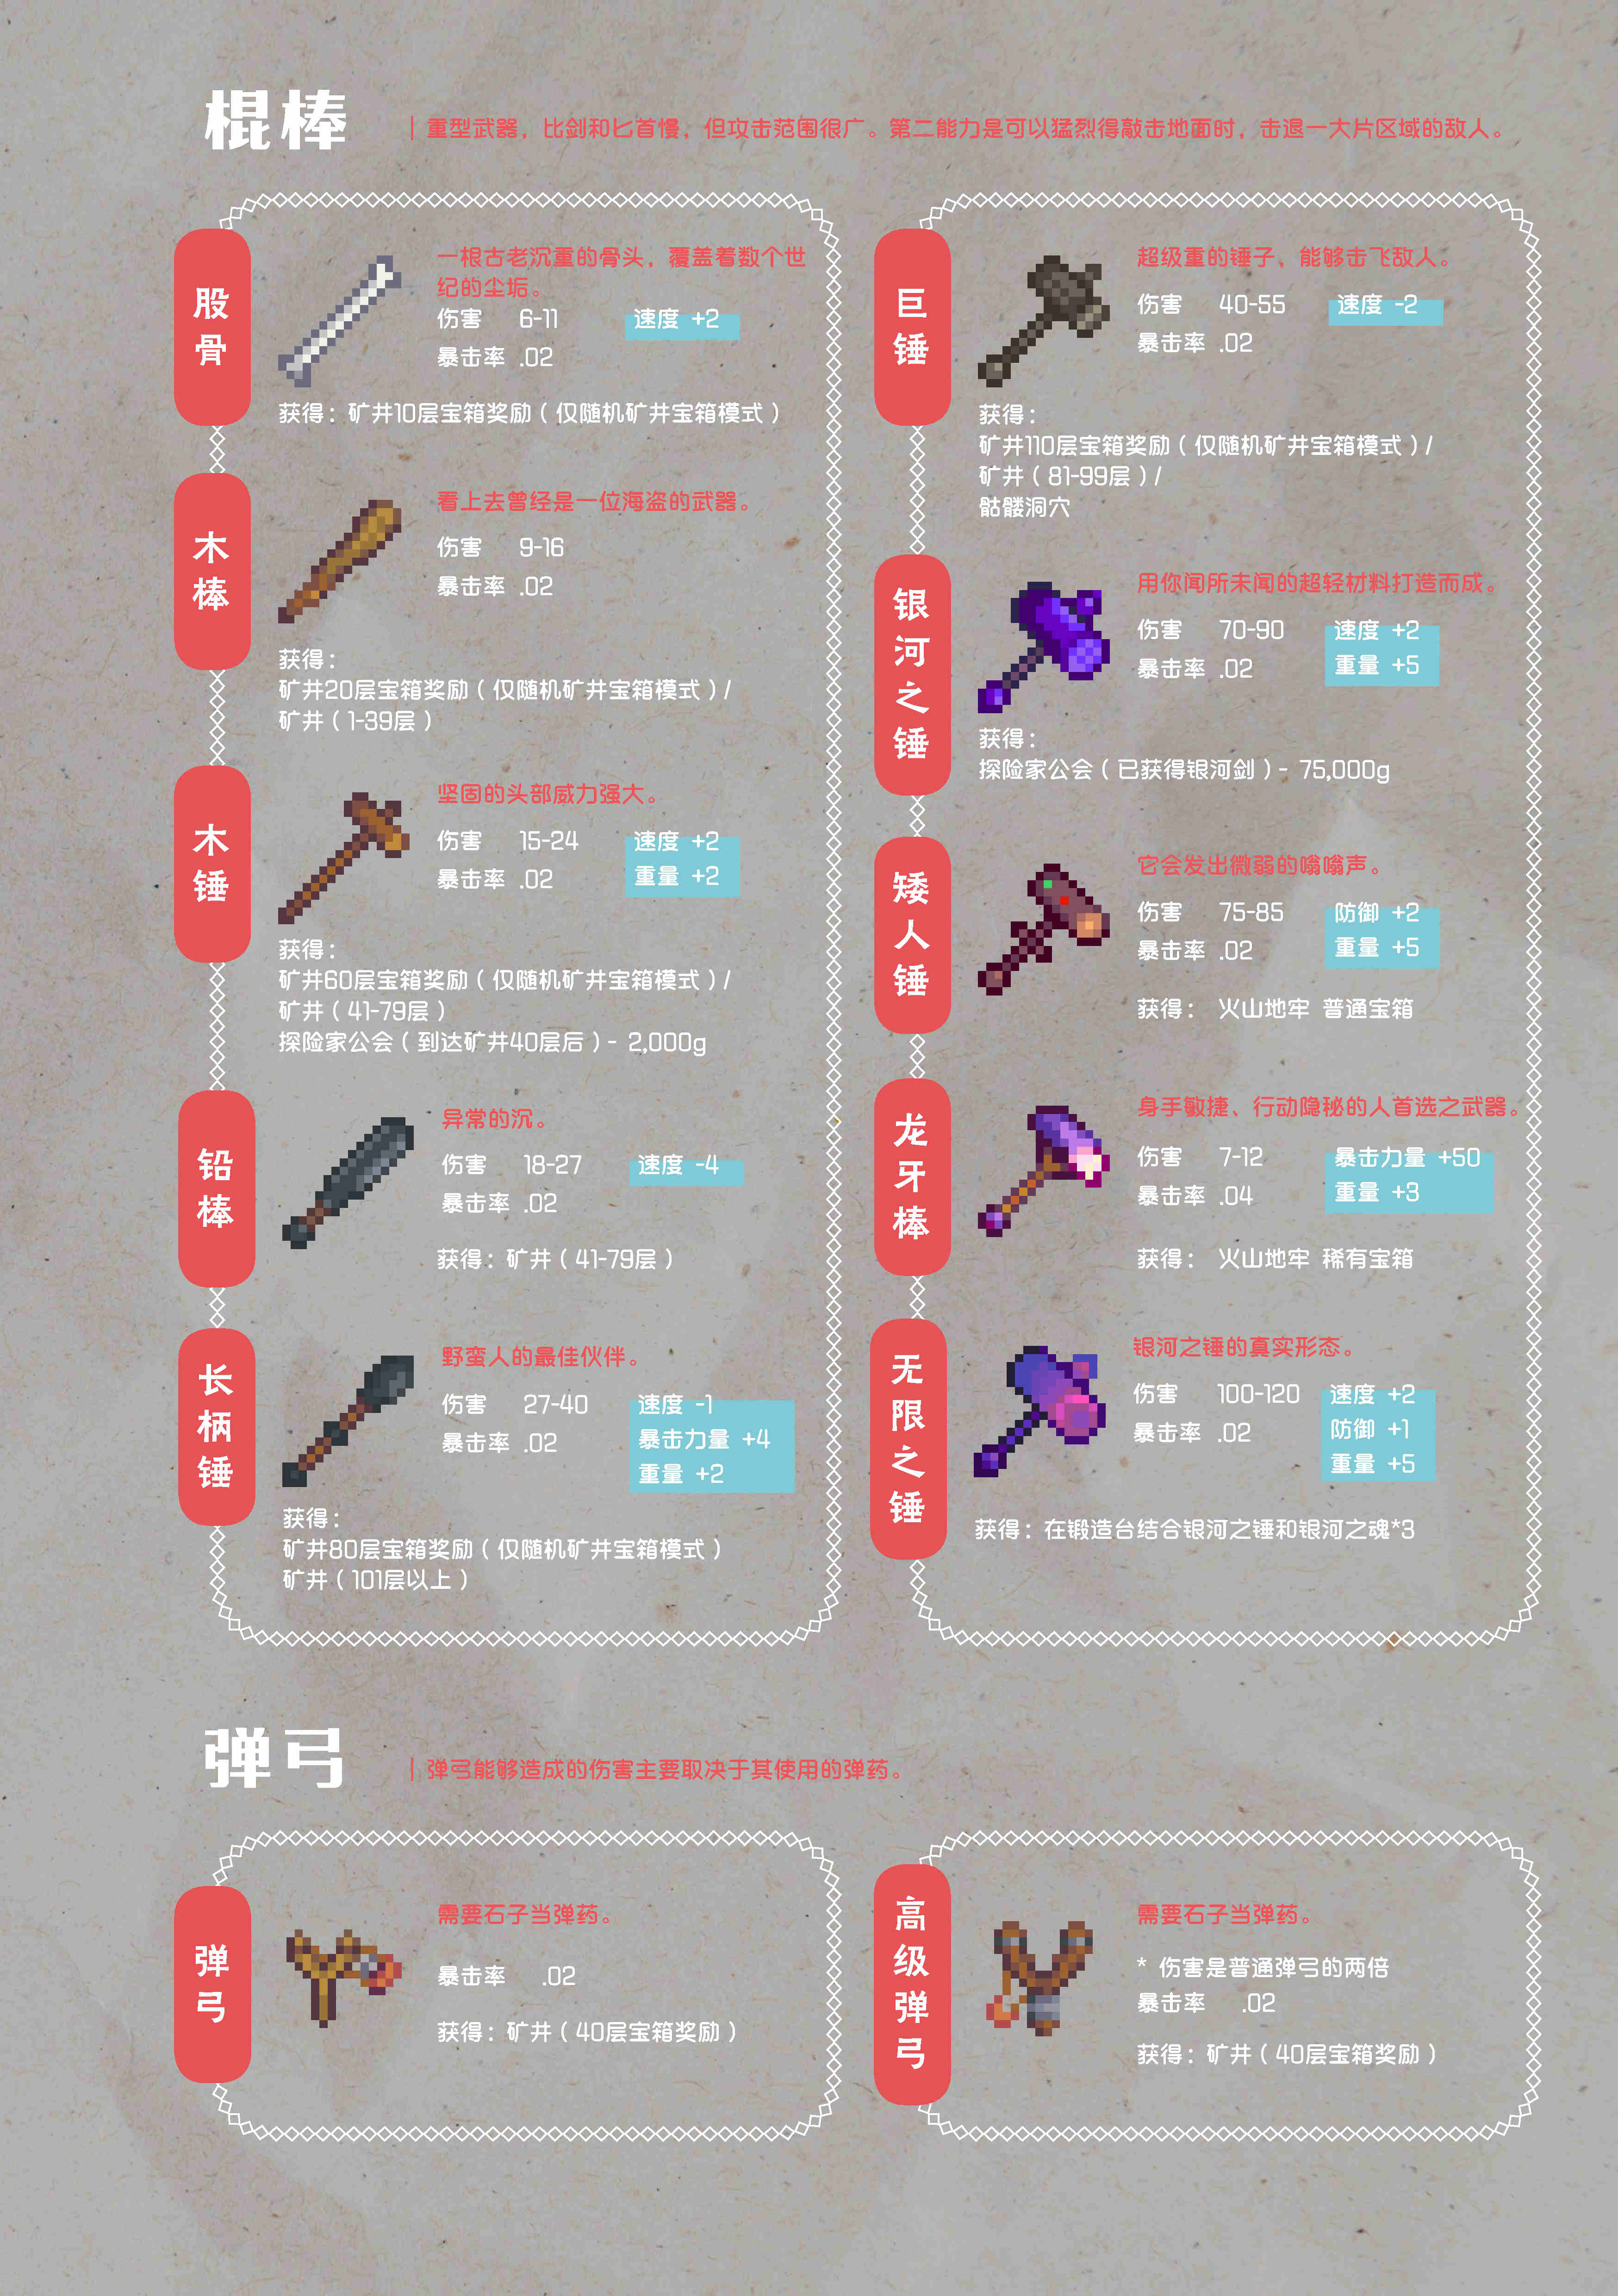 棍棒
重型武器，比剑和匕首慢，但攻击范围很广。第二能力是可以猛烈得敲击地面时，击退一大片区域的敌人。
股骨
一根古老沉重的骨头，覆盖着数个世
纪的尘垢。
伤害 6-11 速度 +2
暴击率 .02
获得：矿井10层宝箱奖励（仅随机矿井宝箱模式）
木棒
看上去曾经是一位海盗的武器。
伤害 9-16
暴击率 .02
获得：
矿井20层宝箱奖励（仅随机矿井宝箱模式）/
矿井（1-39层）
木锤
坚固的头部威力强大。
伤害 15-24 速度 +2
暴击率 .02 重量 +2
获得：
矿井60层宝箱奖励（仅随机矿井宝箱模式）/
矿井（41-79层）
探险家公会（到达矿井40层后）- 2,000g
铅棒
异常的沉。
伤害 18-27 速度 -4
暴击率 .02
获得：矿井（41-79层）
长柄锤
野蛮人的最佳伙伴。
伤害 27-40 速度 -1
暴击率 .02 暴击力量 +4
重量 +2
获得：
矿井80层宝箱奖励（仅随机矿井宝箱模式）
矿井（101层以上）
巨锤
超级重的锤子，能够击飞敌人。
伤害 40-55 速度 -2
暴击率 .02
获得：
矿井110层宝箱奖励（仅随机矿井宝箱模式）/
矿井（81-99层）/
骷髅洞穴
银河之锤
用你闻所未闻的超轻材料打造而成。
伤害 70-90 速度 +2
暴击率 .02 重量 +5
获得：
探险家公会（已获得银河剑）- 75,000g
矮人锤
它会发出微弱的嗡嗡声。
伤害 75-85 防御 +2
暴击率 .02 重量 +5
获得： 火山地牢 普通宝箱
龙牙棒
身手敏捷、行动隐秘的人首选之武器。
伤害 7-12 暴击力量 +50
暴击率 .04 重量 +3
获得： 火山地牢 稀有宝箱
无限之锤
银河之锤的真实形态。
伤害 100-120 速度 +2
暴击率 .02 防御 +1
重量 +5
获得：在锻造台结合银河之锤和银河之魂*3
弹弓
弹弓能够造成的伤害主要取决于其使用的弹药。
弹弓
需要石子当弹药。
暴击率 .02
获得：矿井（40层宝箱奖励）
高级弹弓
需要石子当弹药。
* 伤害是普通弹弓的两倍
暴击率 .02
获得：矿井（40层宝箱奖励）